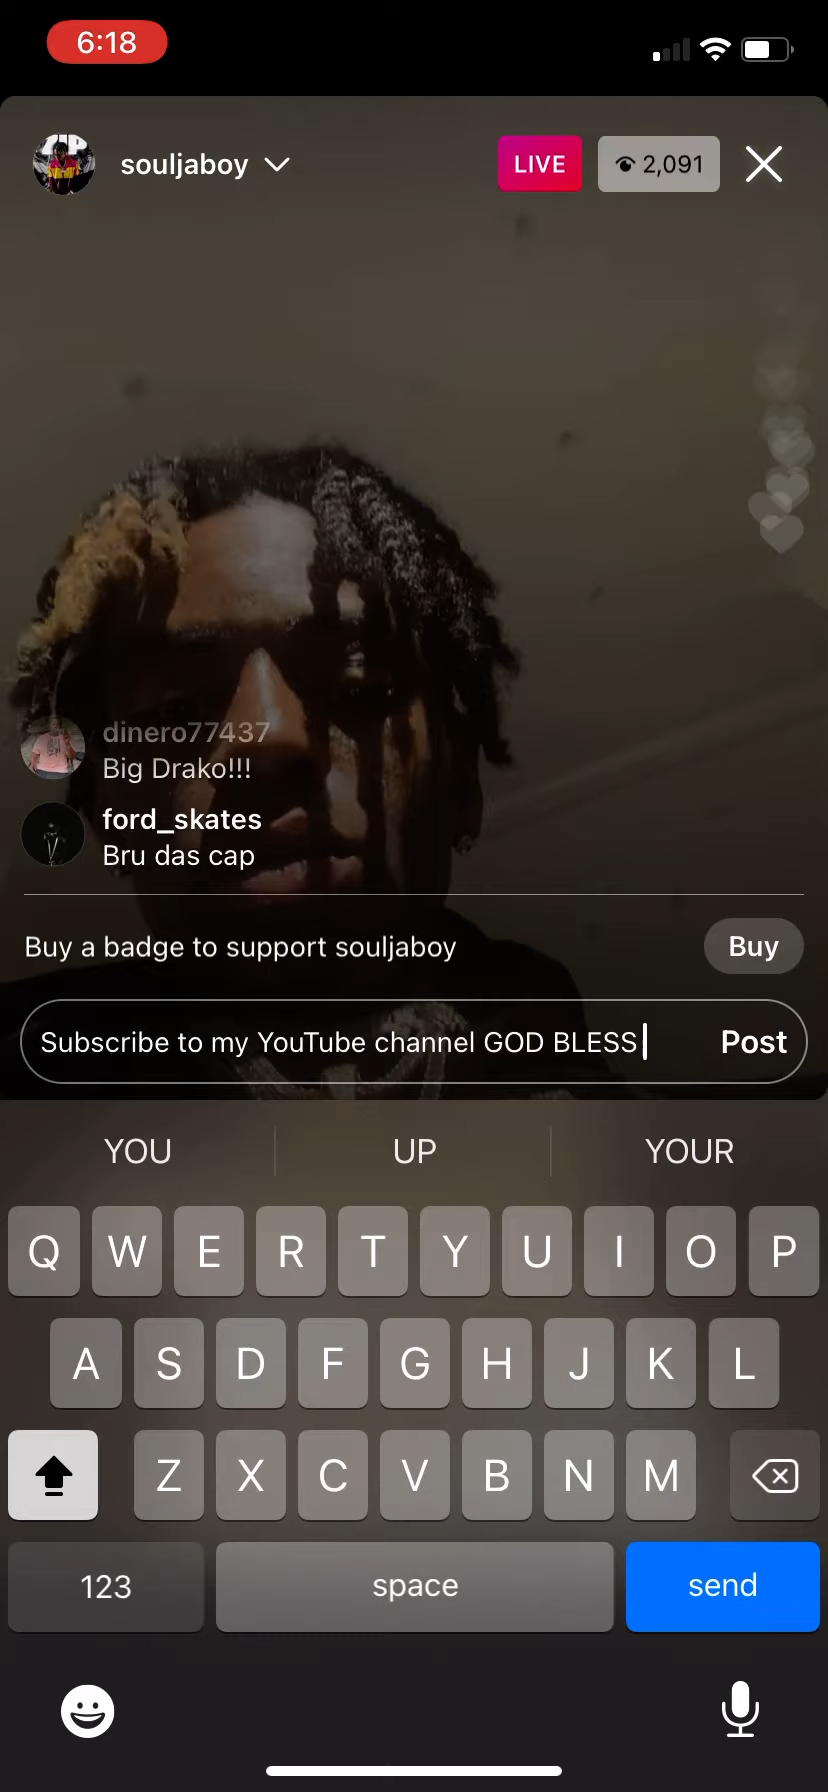 6:18
souljaboy
LIVE
2,091
dinero77437
Big Drako!!!
ford_skates
Bru das cap
Buy a badge to support souljaboy
Buy
Subscribe to my YouTube channel GOD BLESS
Post
YOU UP YOUR
Q W E R T Y U I O P
A S D F G H J K L
Z X C V B N M
123 space send